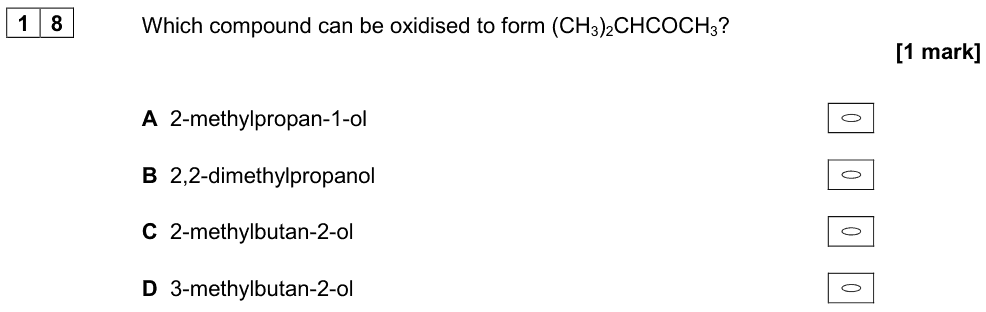 1 8 Which compound can be oxidised to form (CH₃)₂CHCOCH₃?
[1 mark]
A 2-methylpropan-1-ol
B 2,2-dimethylpropanol
C 2-methylbutan-2-ol
D 3-methylbutan-2-ol